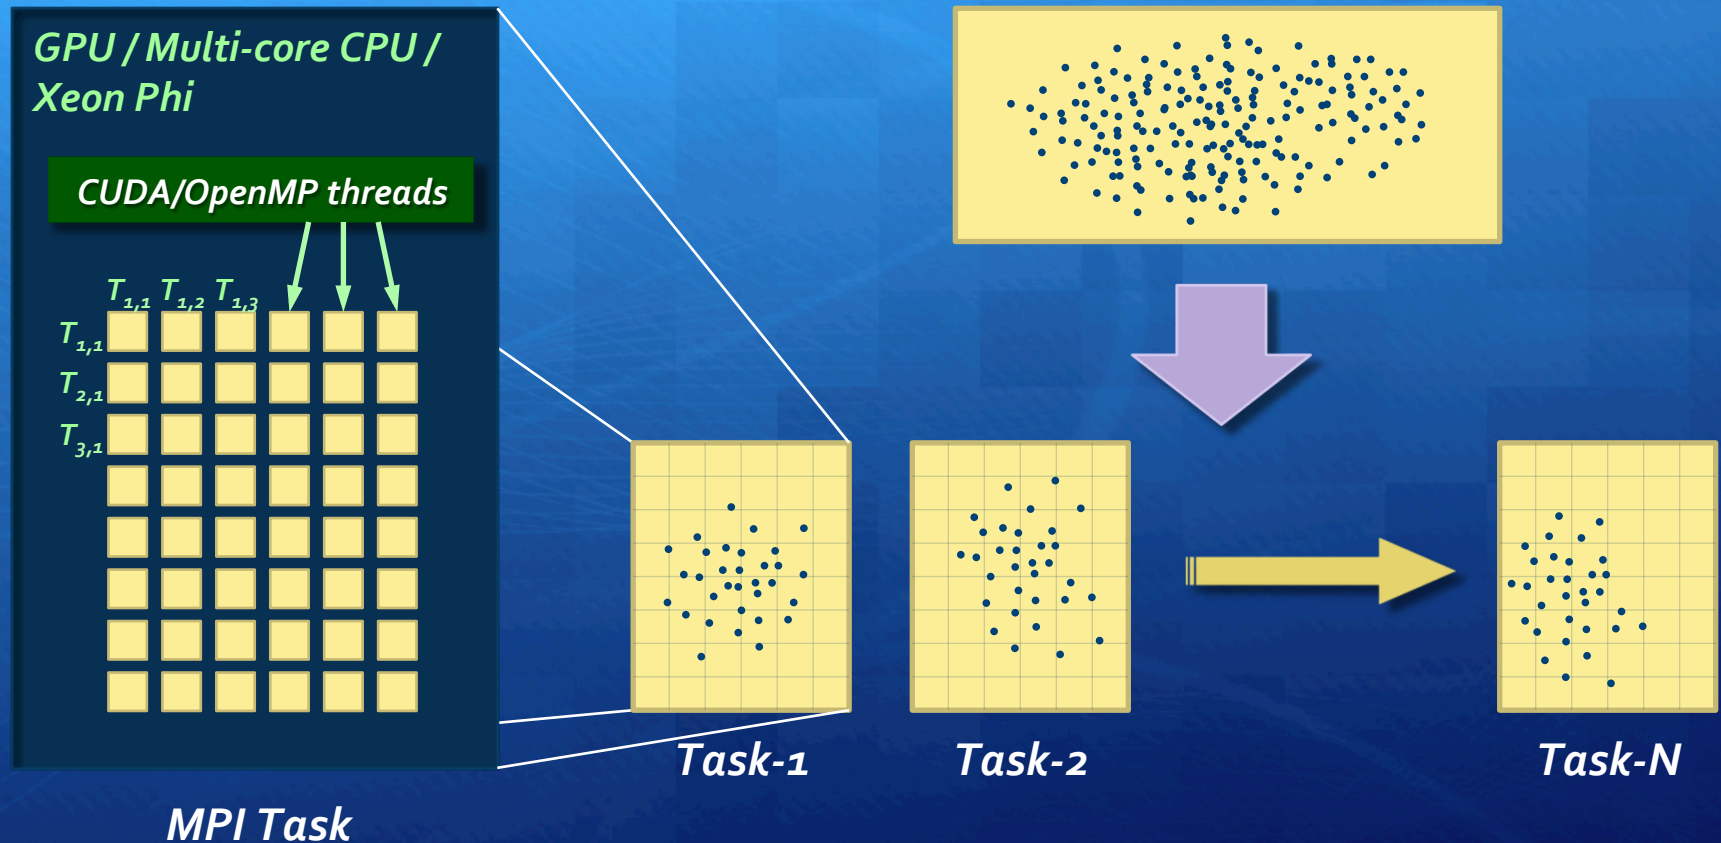 GPU / Multi-core CPU /
Xeon Phi
CUDA/OpenMP threads
T1,1 T1,2 T1,3
T1,1
T2,1
T3,1
Task-1 Task-2 Task-N
MPI Task